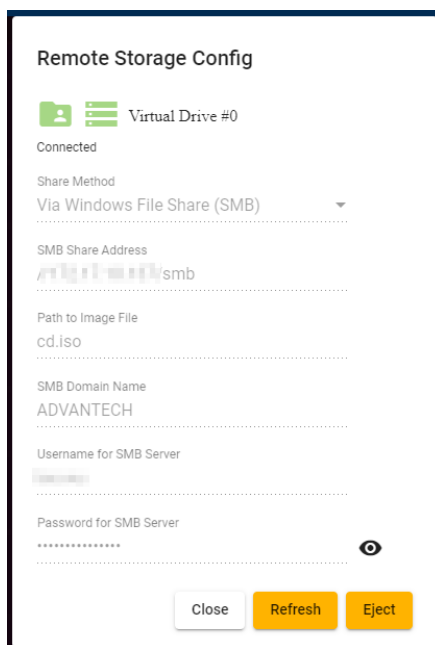 Remote Storage Config
Virtual Drive #0
Connected
Share Method
Via Windows File Share (SMB)
SMB Share Address
/smb
Path to Image File
cd.iso
SMB Domain Name
ADVANTECH
Username for SMB Server
Password for SMB Server
•••••••••••••••
Close
Refresh
Eject